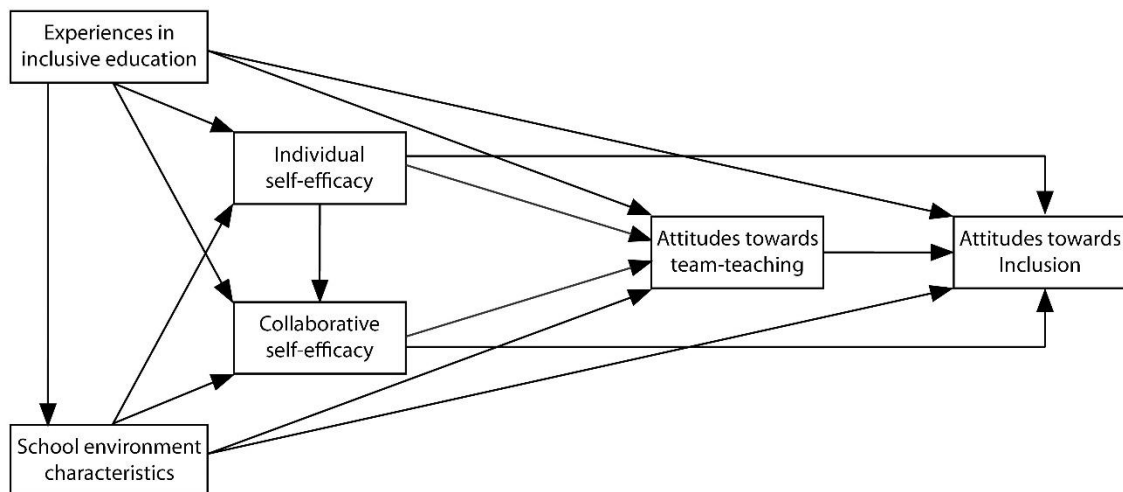 Experiences in
inclusive education
Individual
self-efficacy
Attitudes towards
team-teaching
Attitudes towards
Inclusion
Collaborative
self-efficacy
School environment
characteristics